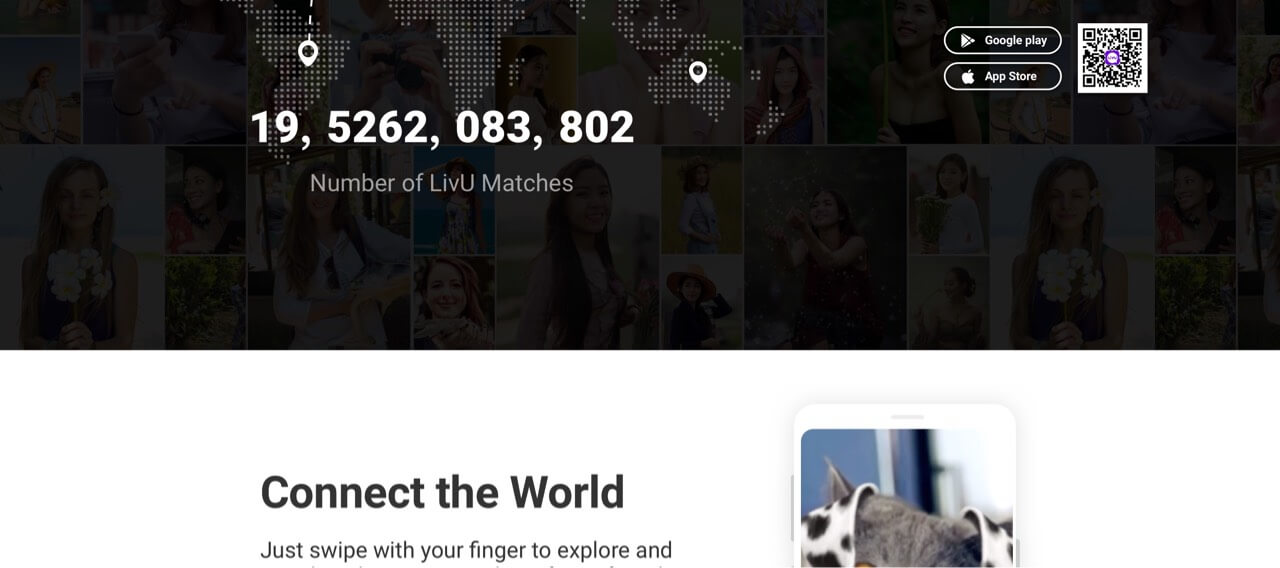 Google play
App Store
19, 5262, 083, 802
Number of LivU Matches
Connect the World
Just swipe with your finger to explore and